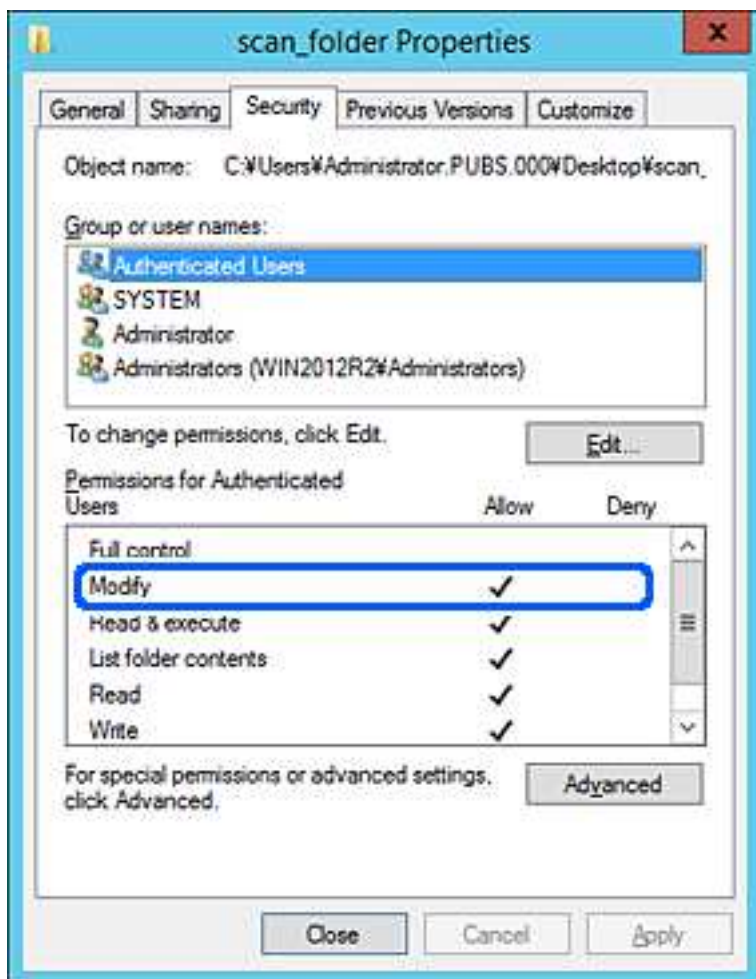 scan_folder Properties
General Sharing Security Previous Versions Customize
Object name: C:¥Users¥Administrator.PUBS.000¥Desktop¥scan_
Group or user names:
Authenticated Users
SYSTEM
Administrator
Administrators (WIN2012R2¥Administrators)
To change permissions, click Edit.
Edit...
Permissions for Authenticated
Users Allow Deny
Full control
Modify
Read & execute
List folder contents
Read
Write
For special permissions or advanced settings,
click Advanced.
Advanced
Close Cancel Apply